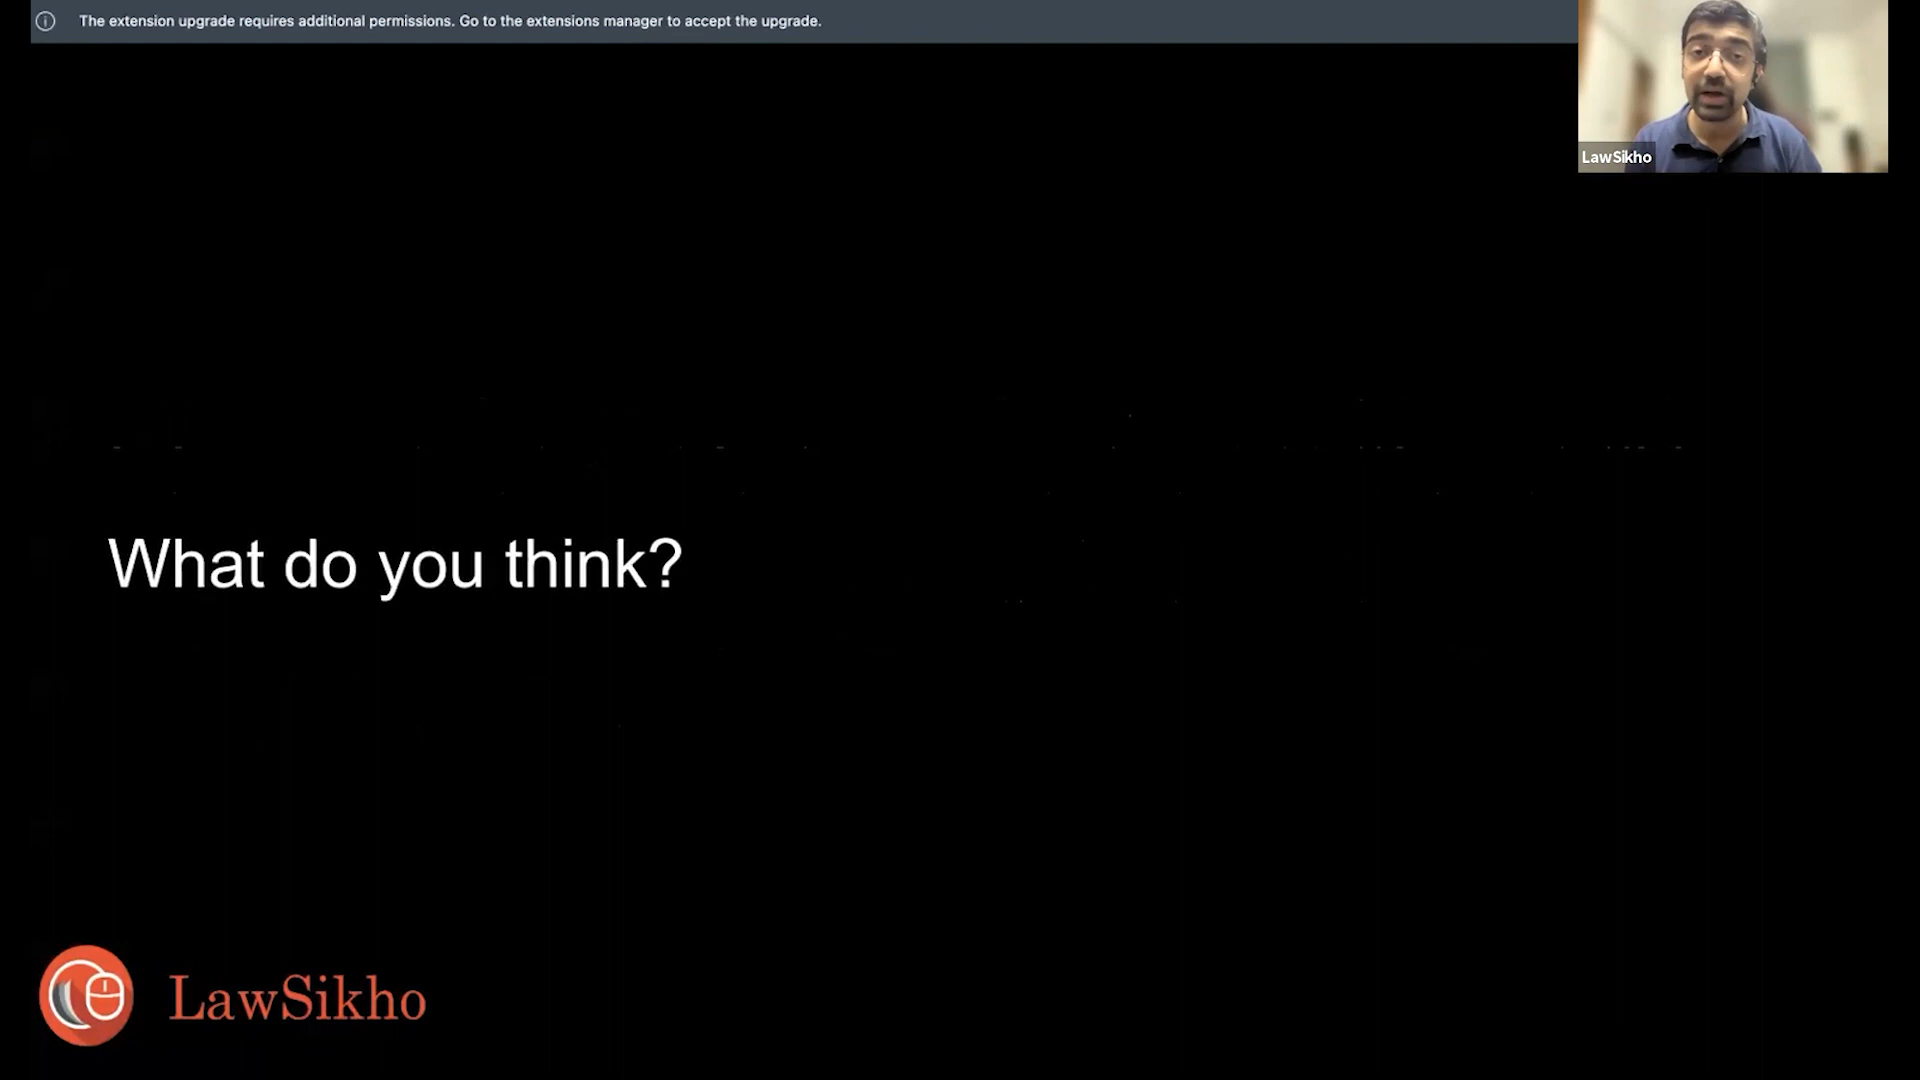 The extension upgrade requires additional permissions. Go to the extensions manager to accept the upgrade.
LawSikho
What do you think?
LawSikho